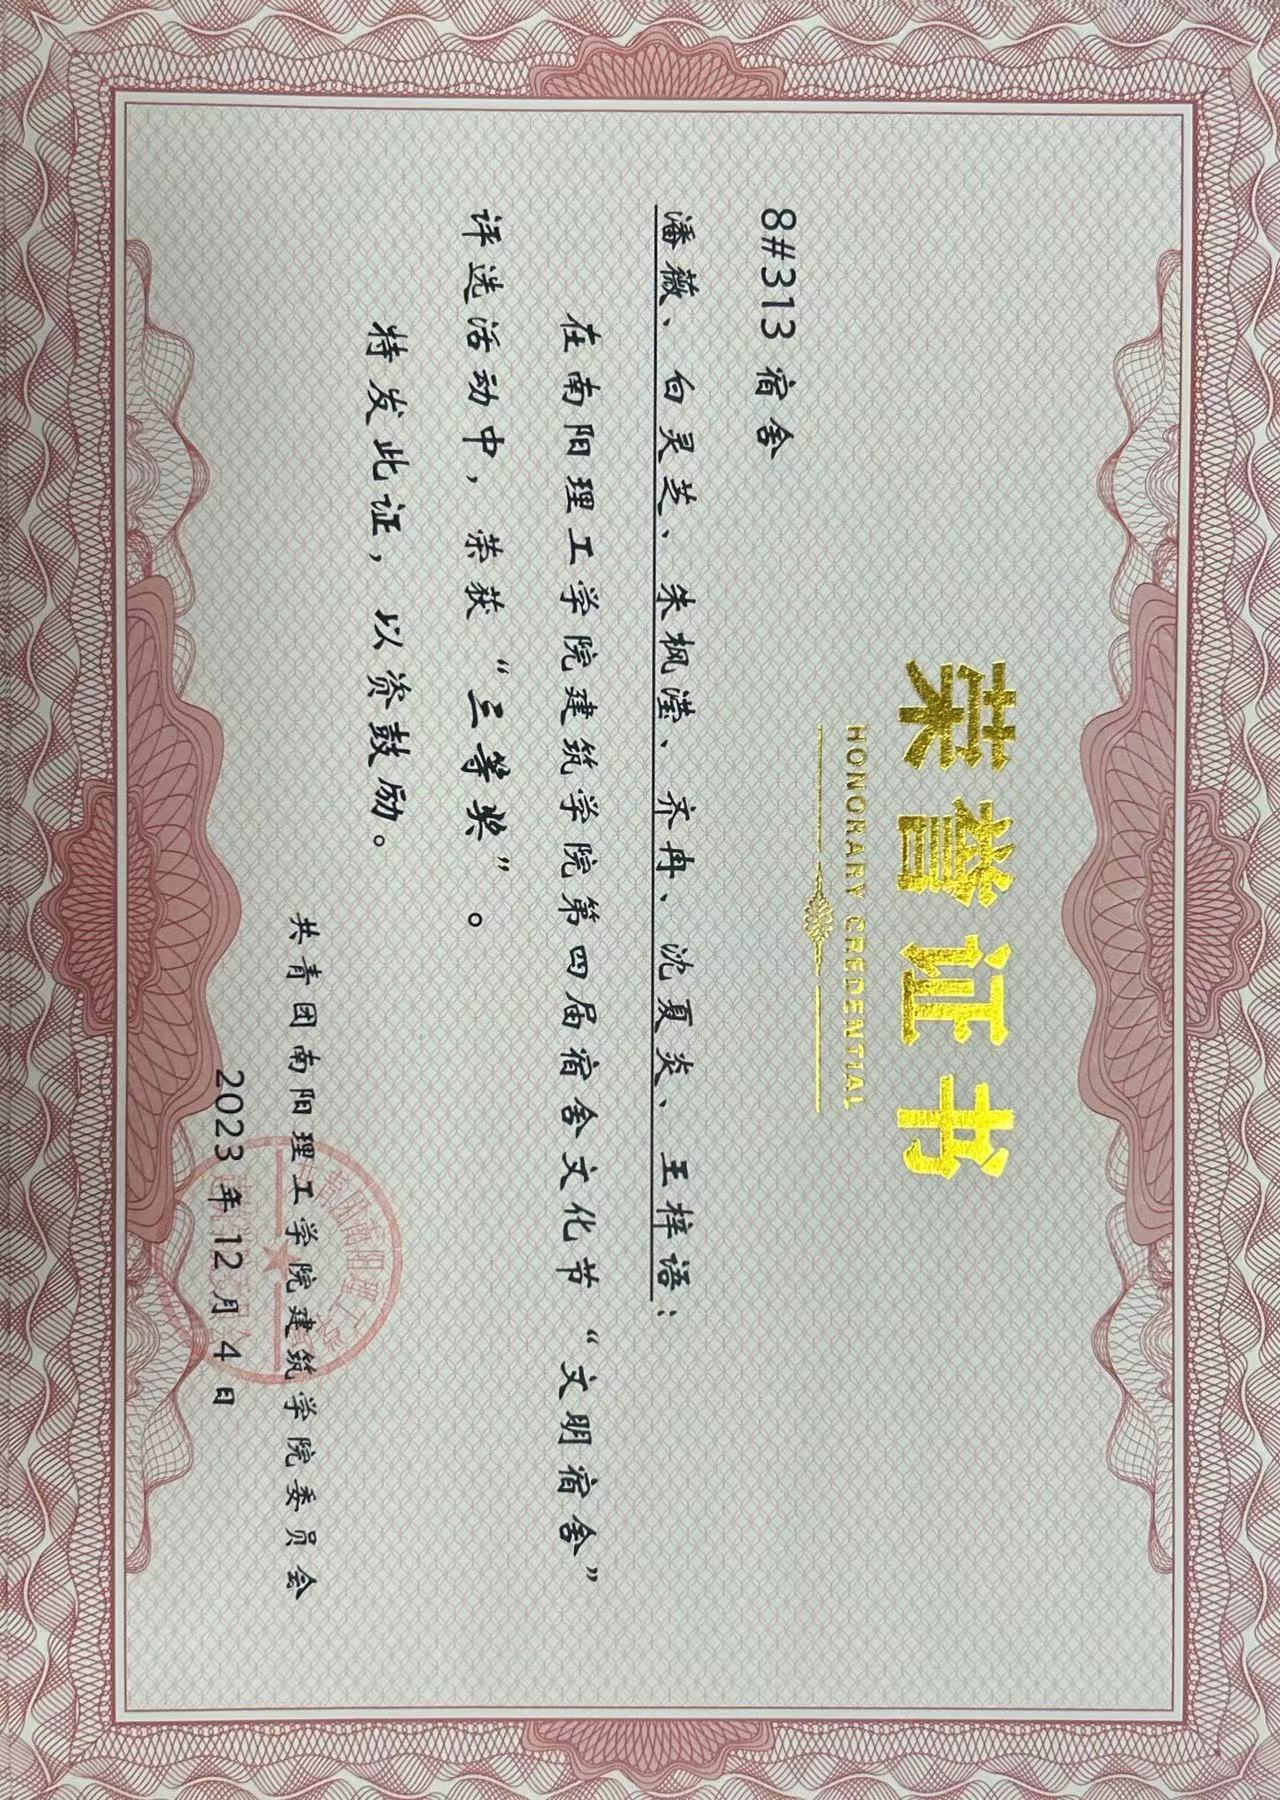 荣誉证书
HONORARY CREDENTIAL
8#313 宿舍
潘薇、白灵芝、朱枫滢、齐冉、沈夏炎、王梓语：
在南阳理工学院建筑学院第四届宿舍文化节“文明宿舍”
评选活动中，荣获“三等奖”。
特发此证，以资鼓励。
共青团南阳理工学院建筑学院委员会
2023年12月4日